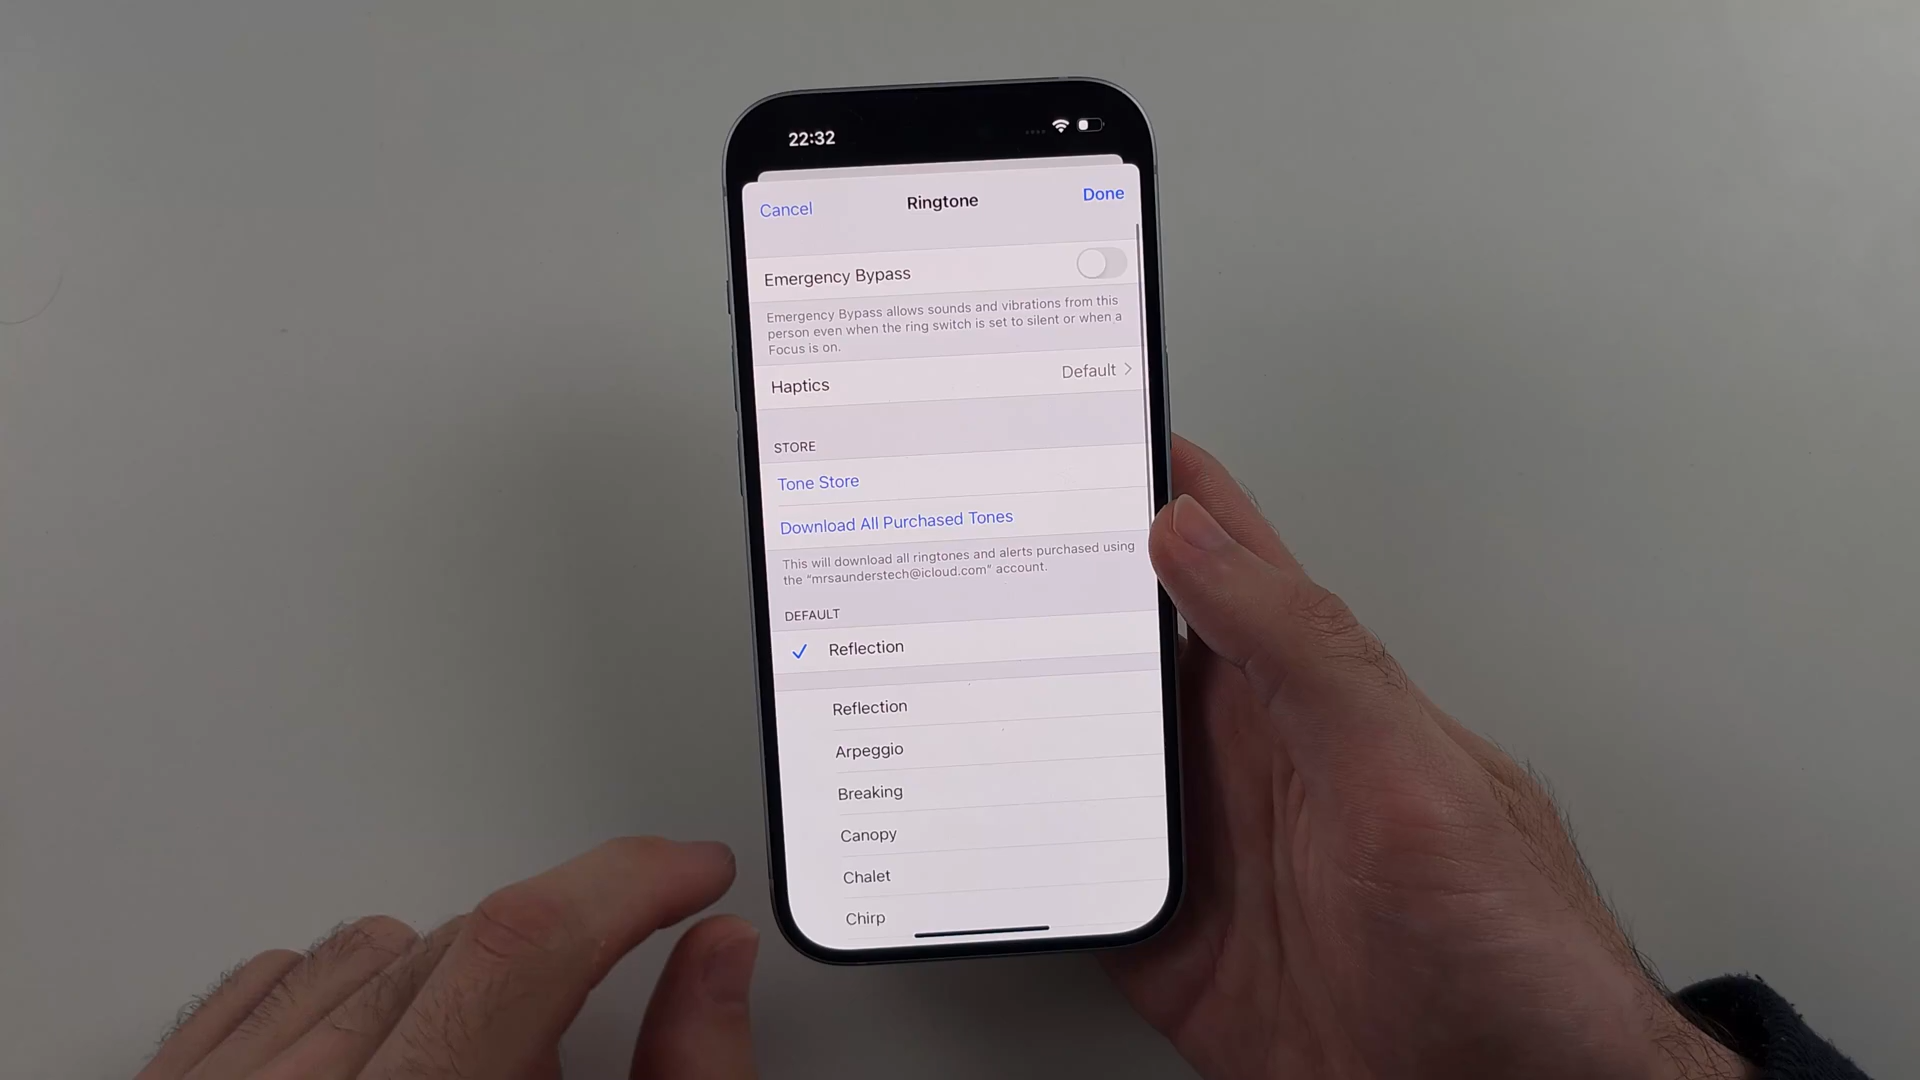 22:32
Cancel Ringtone Done
Emergency Bypass
Emergency Bypass allows sounds and vibrations from this
person even when the ring switch is set to silent or when a
Focus is on.
Haptics Default
STORE
Tone Store
Download All Purchased Tones
This will download all ringtones and alerts purchased using
the “mrsaunderstech@icloud.com” account.
DEFAULT
Reflection
Reflection
Arpeggio
Breaking
Canopy
Chalet
Chirp